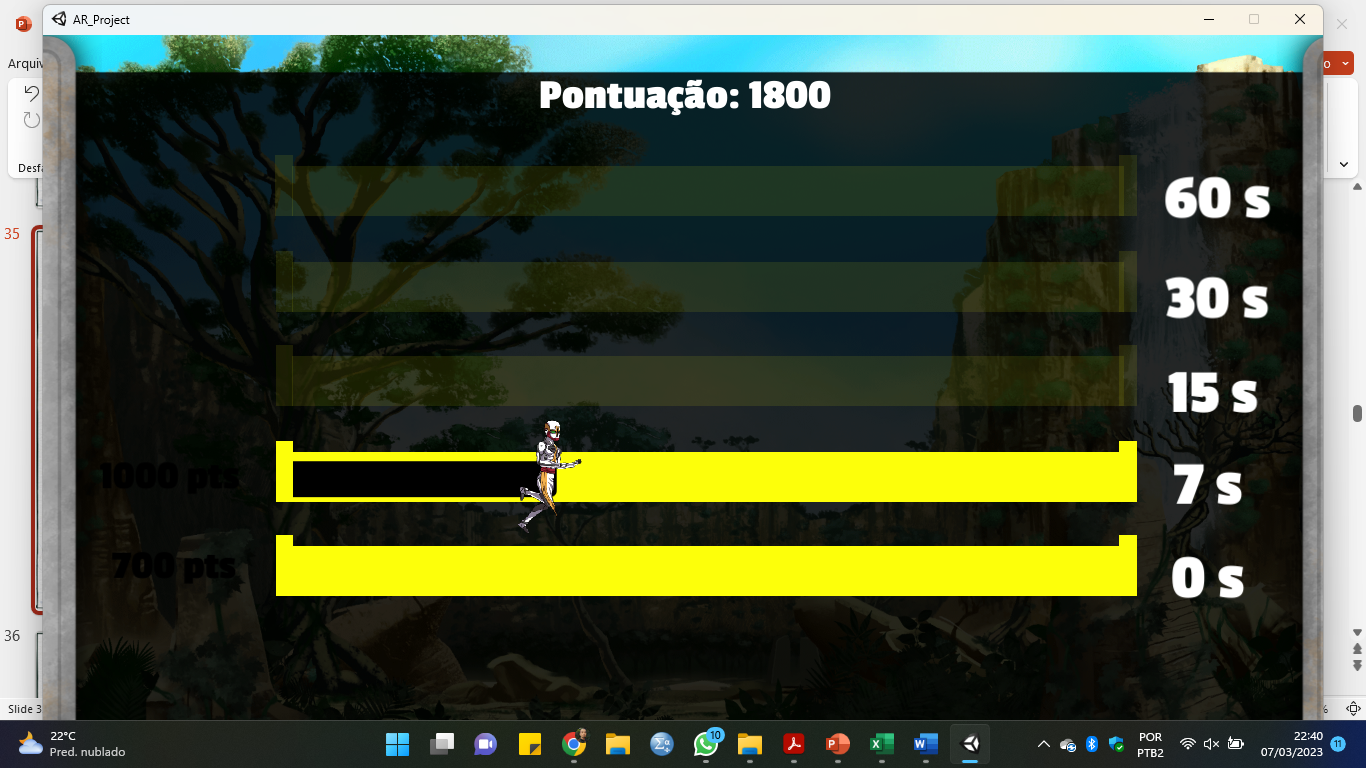 AR_Project
Arquiv
Desfa
35
36
Slide 3
Pontuação: 1800
60 s
30 s
15 s
1000 pts
7 s
700 pts
0 s
22°C
Pred. nublado
10
POR
PTB2
22:40
07/03/2023
11